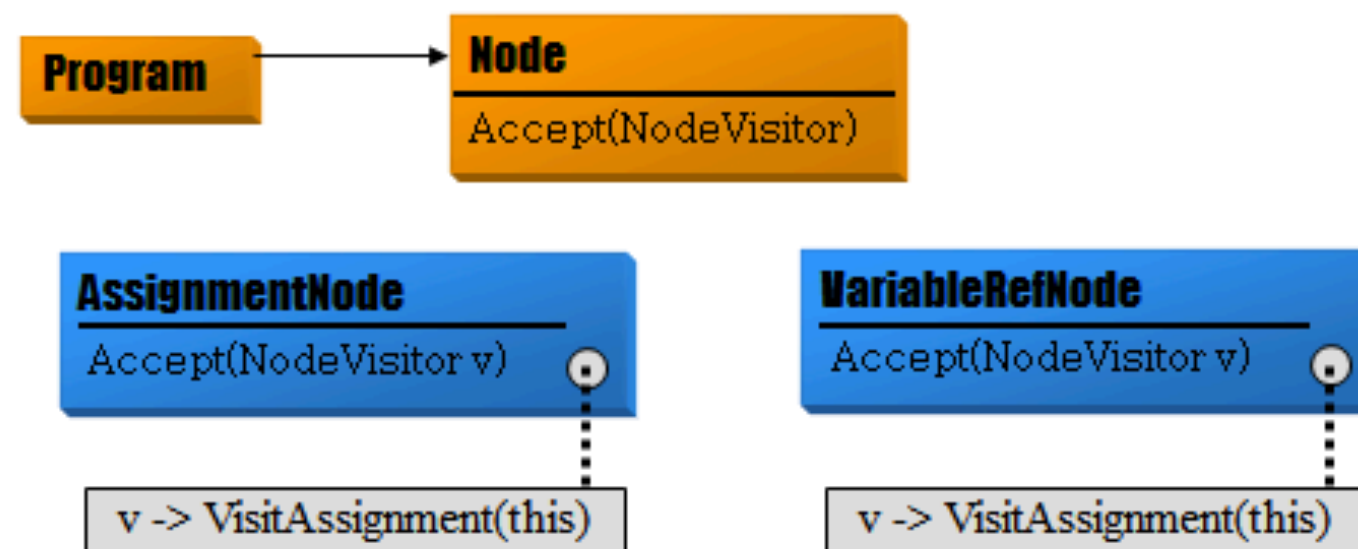 Program
Node
Accept(NodeVisitor)
AssignmentNode
Accept(NodeVisitor v)
v -> VisitAssignment(this)
VariableRefNode
Accept(NodeVisitor v)
v -> VisitAssignment(this)